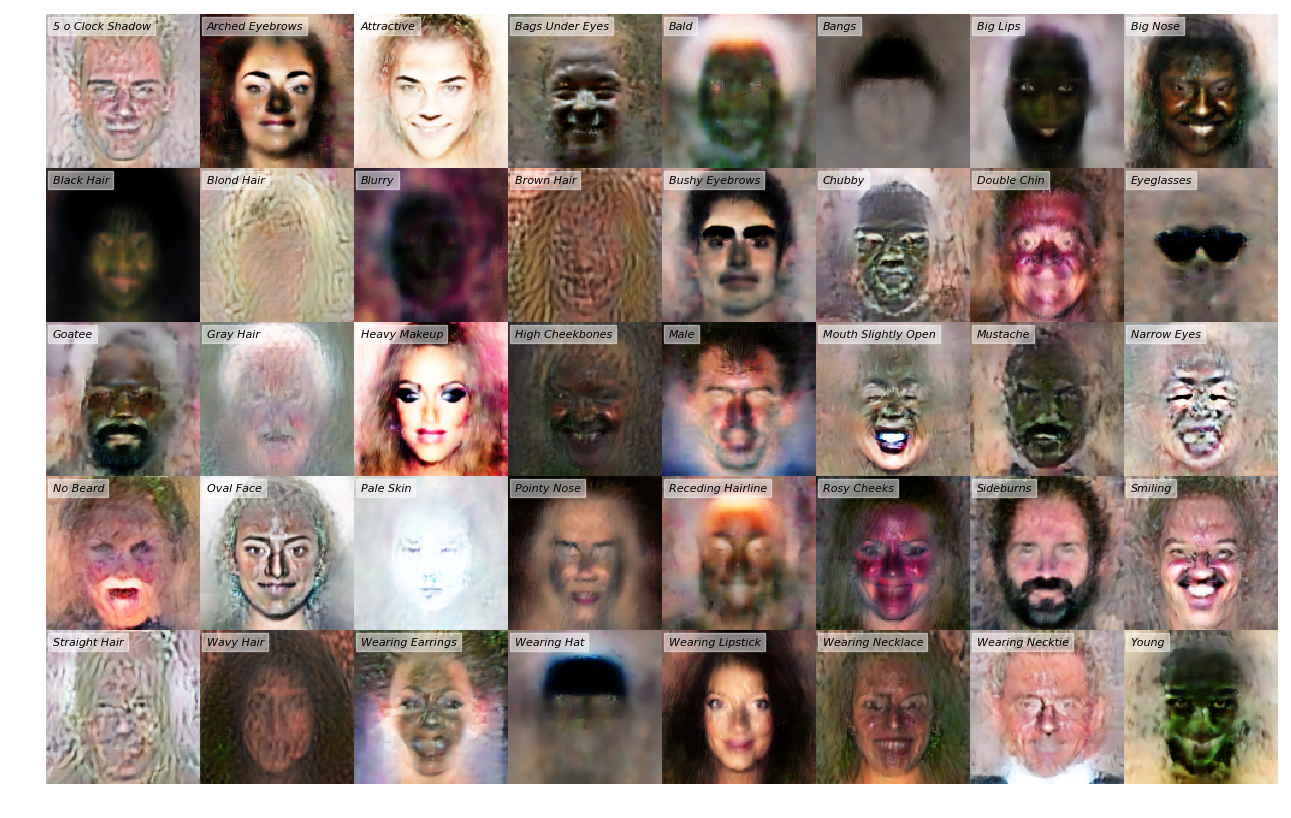 5 o Clock Shadow
Arched Eyebrows
Attractive
Bags Under Eyes
Bald
Bangs
Big Lips
Big Nose
Black Hair
Blond Hair
Blurry
Brown Hair
Bushy Eyebrows
Chubby
Double Chin
Eyeglasses
Goatee
Gray Hair
Heavy Makeup
High Cheekbones
Male
Mouth Slightly Open
Mustache
Narrow Eyes
No Beard
Oval Face
Pale Skin
Pointy Nose
Receding Hairline
Rosy Cheeks
Sideburns
Smiling
Straight Hair
Wavy Hair
Wearing Earrings
Wearing Hat
Wearing Lipstick
Wearing Necklace
Wearing Necktie
Young